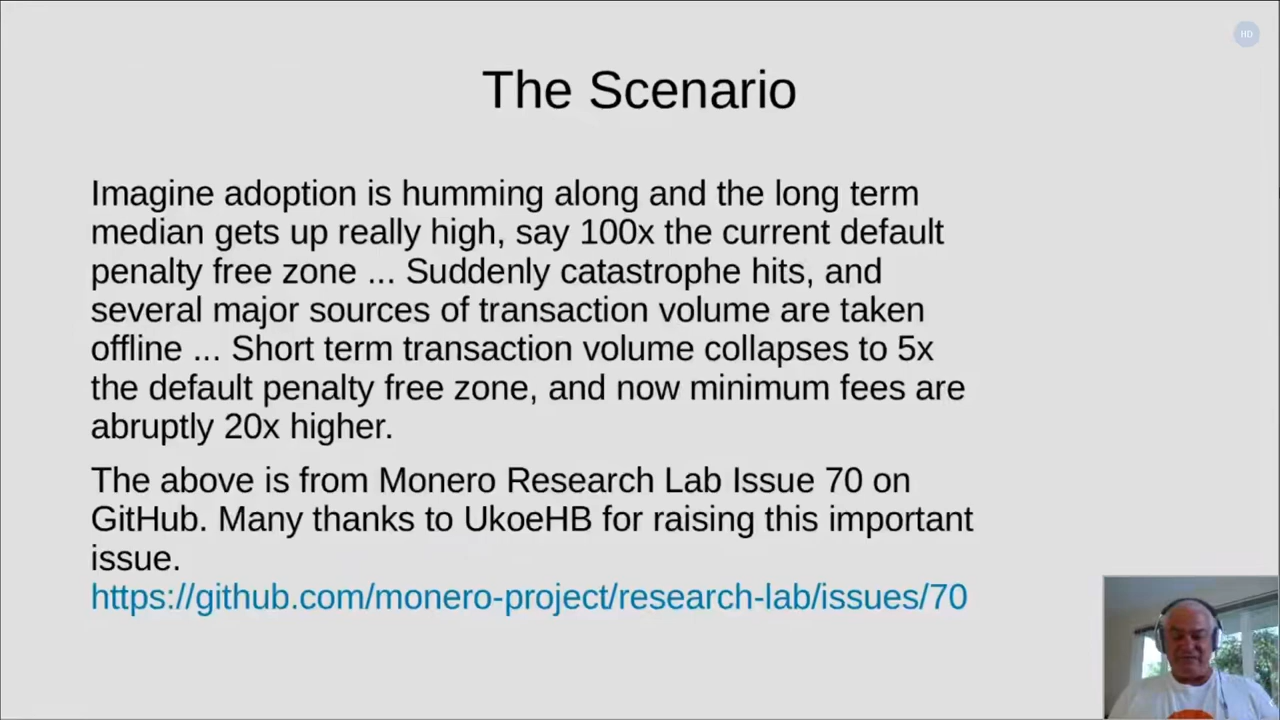 HD
The Scenario
Imagine adoption is humming along and the long term
median gets up really high, say 100x the current default
penalty free zone ... Suddenly catastrophe hits, and
several major sources of transaction volume are taken
offline ... Short term transaction volume collapses to 5x
the default penalty free zone, and now minimum fees are
abruptly 20x higher.
The above is from Monero Research Lab Issue 70 on
GitHub. Many thanks to UkoeHB for raising this important
issue.
https://github.com/monero-project/research-lab/issues/70